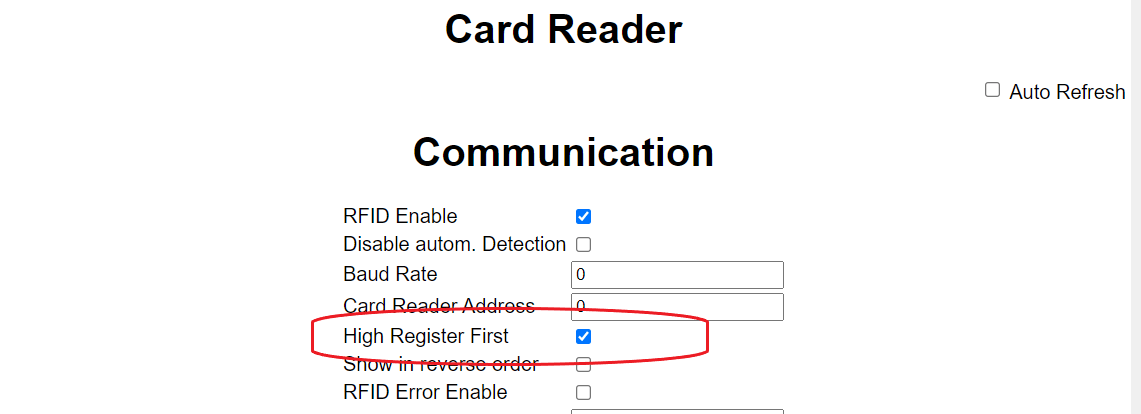 Card Reader
Auto Refresh
Communication
RFID Enable
Disable autom. Detection
Baud Rate 0
Card Reader Address 0
High Register First
Show in reverse order
RFID Error Enable